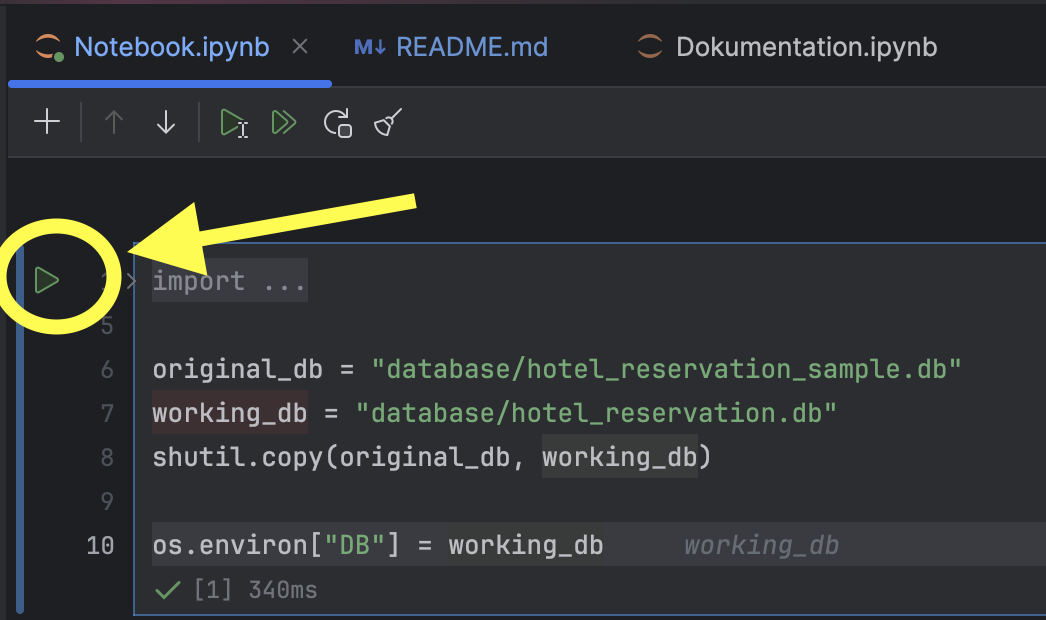 Notebook.ipynb × M↓ README.md Dokumentation.ipynb
> import ...
5
6 original_db = "database/hotel_reservation_sample.db"
7 working_db = "database/hotel_reservation.db"
8 shutil.copy(original_db, working_db)
9
10 os.environ["DB"] = working_db working_db
✓ [1] 340ms